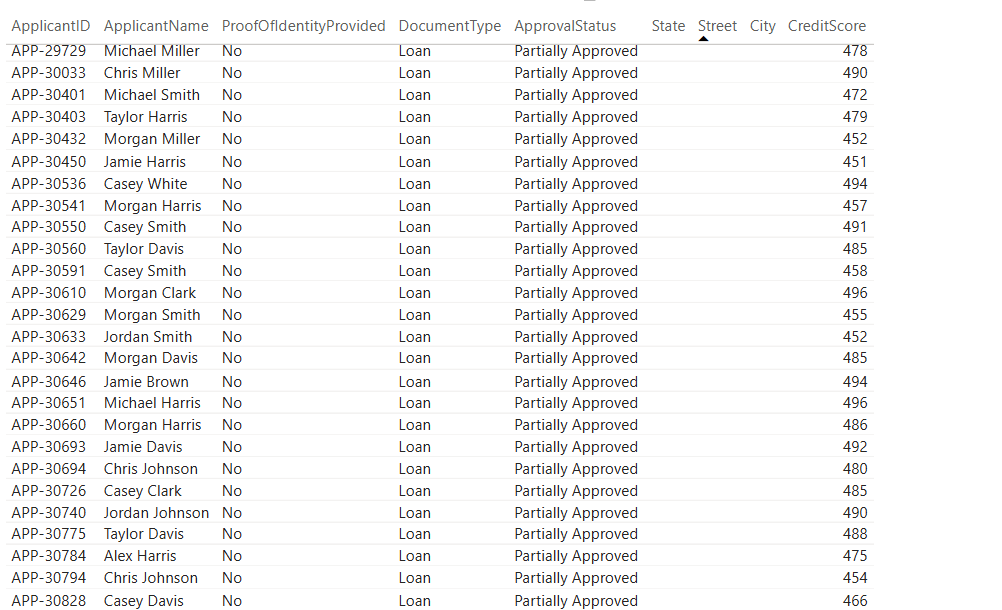 ApplicantID ApplicantName ProofOfIdentityProvided DocumentType ApprovalStatus State Street City CreditScore
APP-29729 Michael Miller No Loan Partially Approved 478
APP-30033 Chris Miller No Loan Partially Approved 490
APP-30401 Michael Smith No Loan Partially Approved 472
APP-30403 Taylor Harris No Loan Partially Approved 479
APP-30432 Morgan Miller No Loan Partially Approved 452
APP-30450 Jamie Harris No Loan Partially Approved 451
APP-30536 Casey White No Loan Partially Approved 494
APP-30541 Morgan Harris No Loan Partially Approved 457
APP-30550 Casey Smith No Loan Partially Approved 491
APP-30560 Taylor Davis No Loan Partially Approved 485
APP-30591 Casey Smith No Loan Partially Approved 458
APP-30610 Morgan Clark No Loan Partially Approved 496
APP-30629 Morgan Smith No Loan Partially Approved 455
APP-30633 Jordan Smith No Loan Partially Approved 452
APP-30642 Morgan Davis No Loan Partially Approved 485
APP-30646 Jamie Brown No Loan Partially Approved 494
APP-30651 Michael Harris No Loan Partially Approved 496
APP-30660 Morgan Harris No Loan Partially Approved 486
APP-30693 Jamie Davis No Loan Partially Approved 492
APP-30694 Chris Johnson No Loan Partially Approved 480
APP-30726 Casey Clark No Loan Partially Approved 485
APP-30740 Jordan Johnson No Loan Partially Approved 490
APP-30775 Taylor Davis No Loan Partially Approved 488
APP-30784 Alex Harris No Loan Partially Approved 475
APP-30794 Chris Johnson No Loan Partially Approved 454
APP-30828 Casey Davis No Loan Partially Approved 466